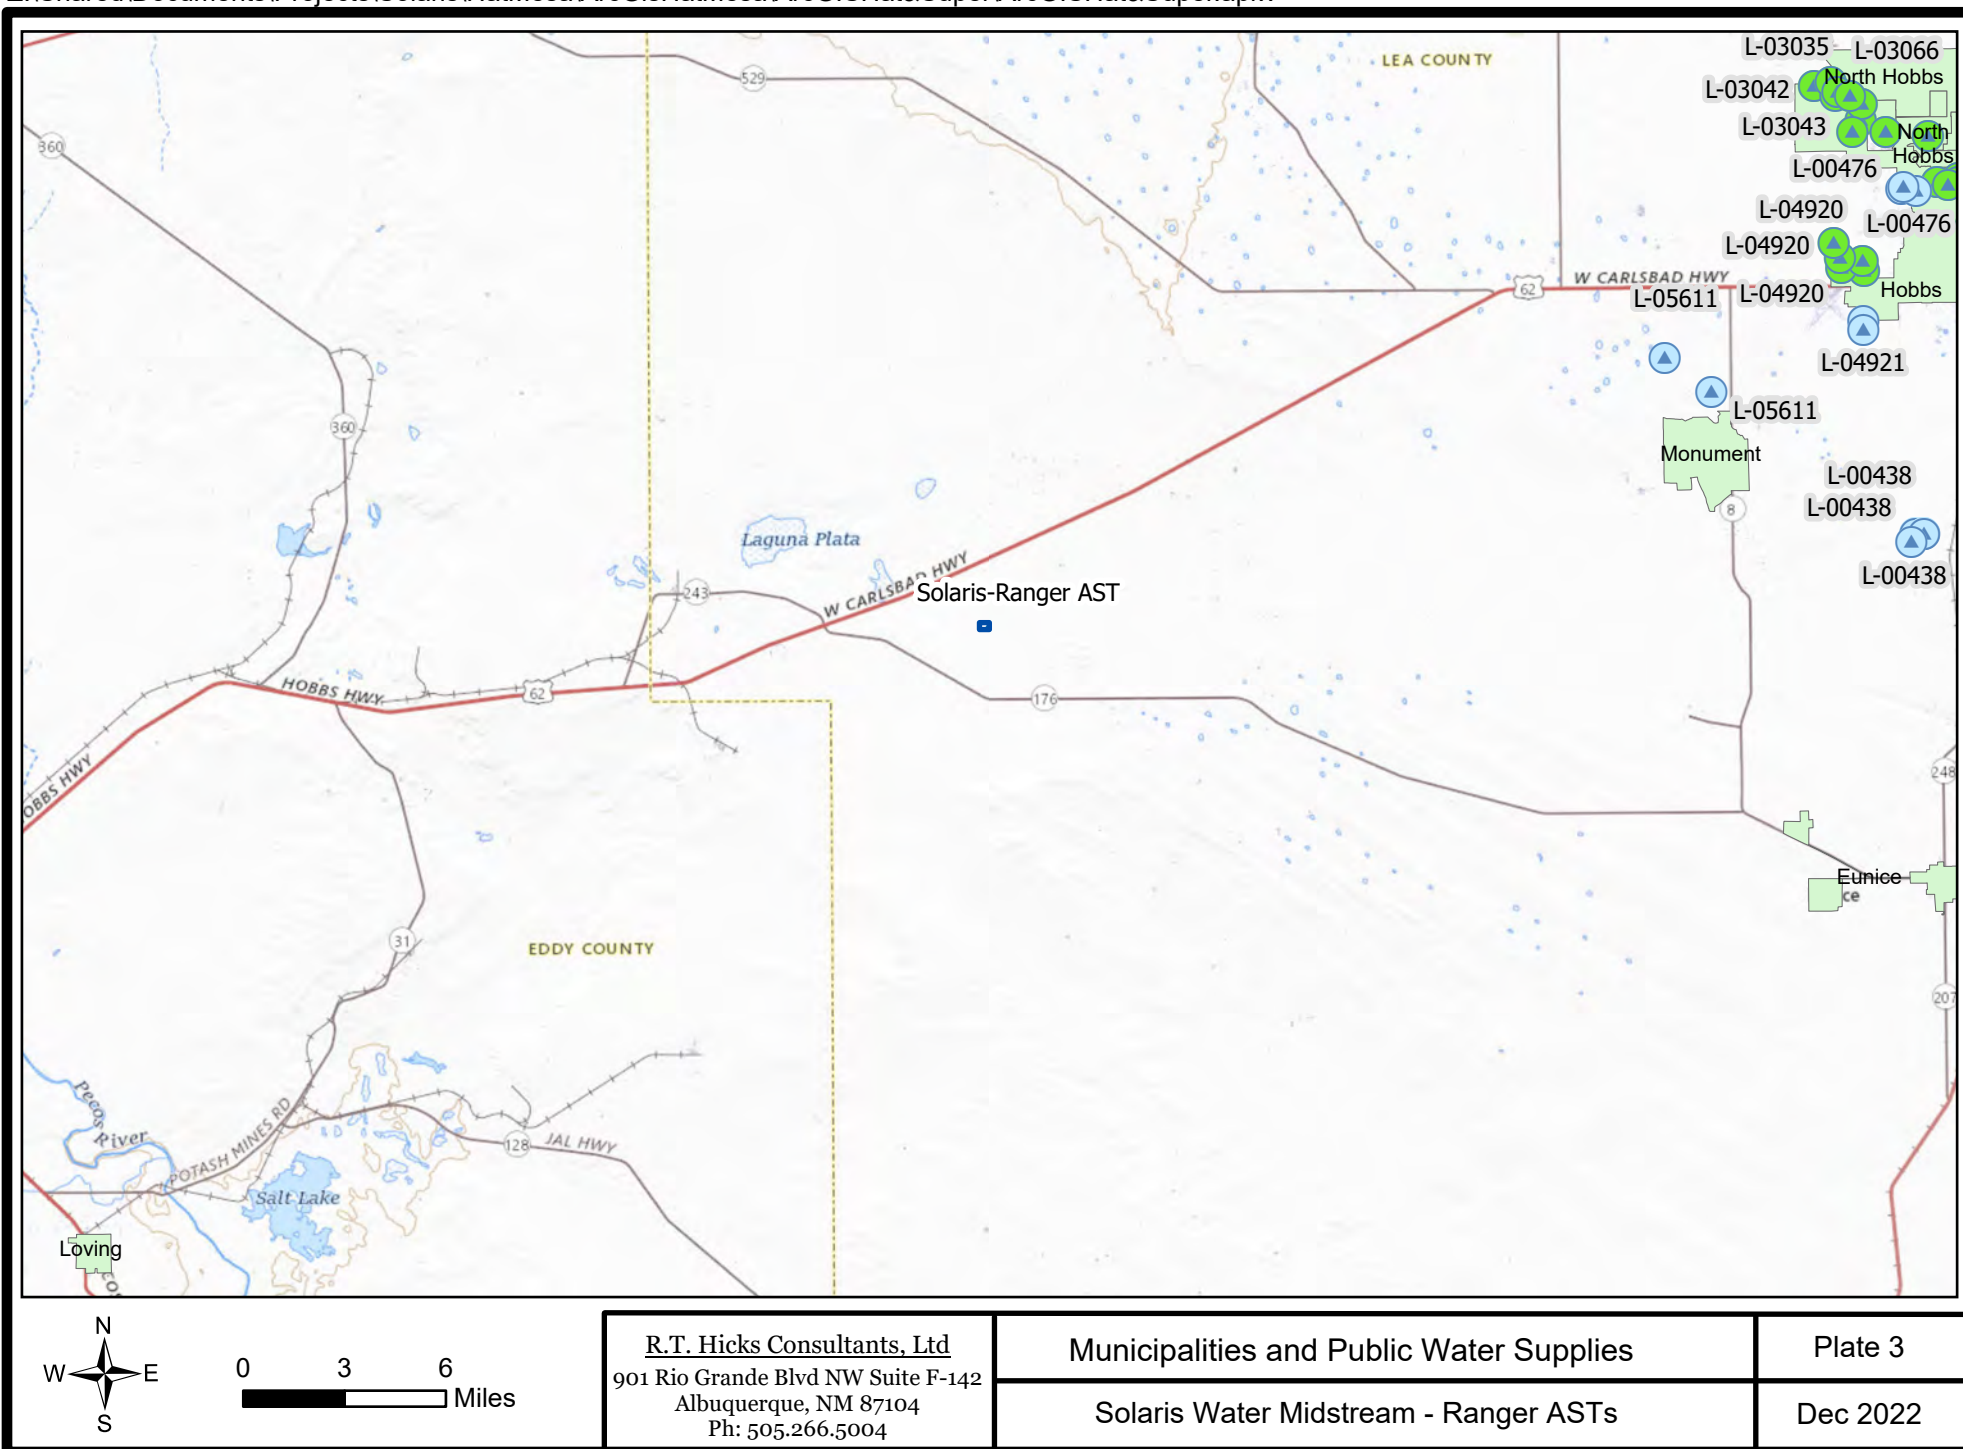 529
LEA COUNTY
L-03035
L-03066
North Hobbs
L-03042
L-03043
North
Hobbs
L-00476
L-04920
L-00476
L-04920
W CARLSBAD HWY
62
L-05611
L-04920
Hobbs
L-04921
L-05611
Monument
L-00438
L-00438
8
L-00438
360
360
Laguna Plata
W CARLSBAD HWY
Solaris-Ranger AST
243
HOBBS HWY
62
176
OBBS HWY
248
Eunice
ce
31
EDDY COUNTY
207
Pecos
River
POTASH MINES RD
128
JAL HWY
Salt Lake
Loving
N
W
E
S
0 3 6
Miles
R.T. Hicks Consultants, Ltd
901 Rio Grande Blvd NW Suite F-142
Albuquerque, NM 87104
Ph: 505.266.5004
Municipalities and Public Water Supplies
Solaris Water Midstream - Ranger ASTs
Plate 3
Dec 2022